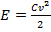 E = Cv²/2